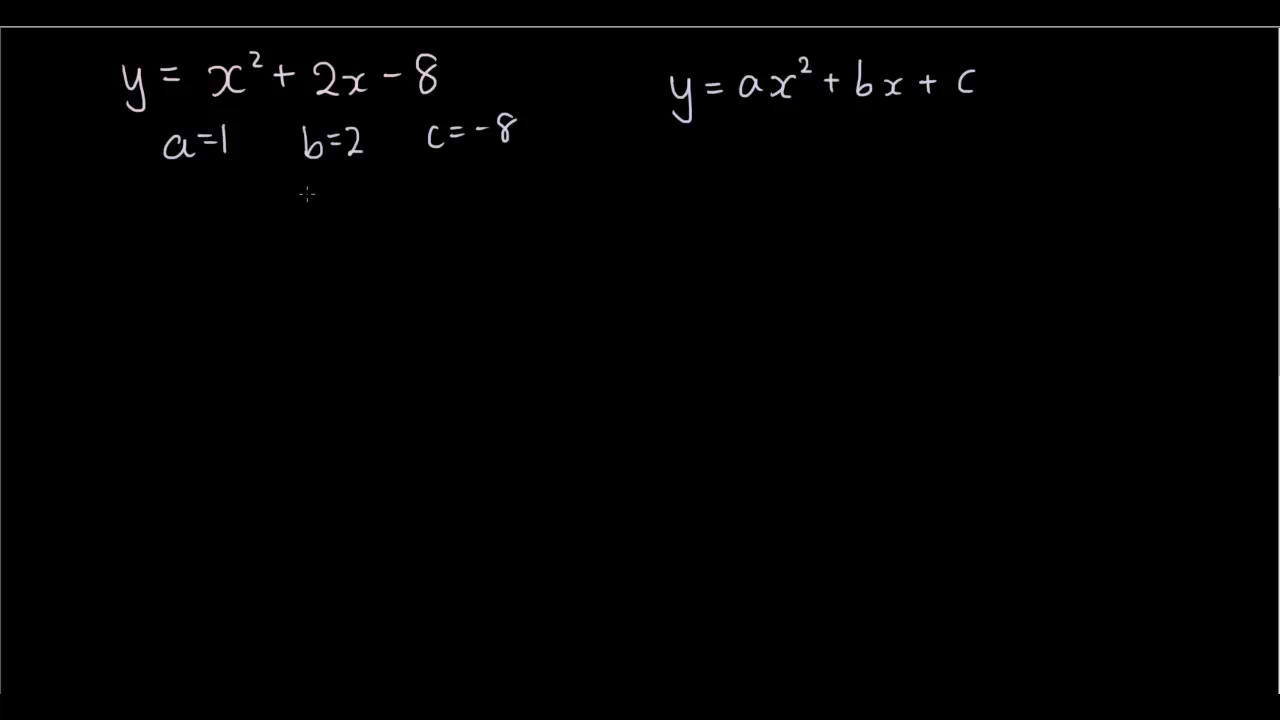 y = x² + 2x - 8
y = ax² + bx + c
a=1 b=2 c=-8